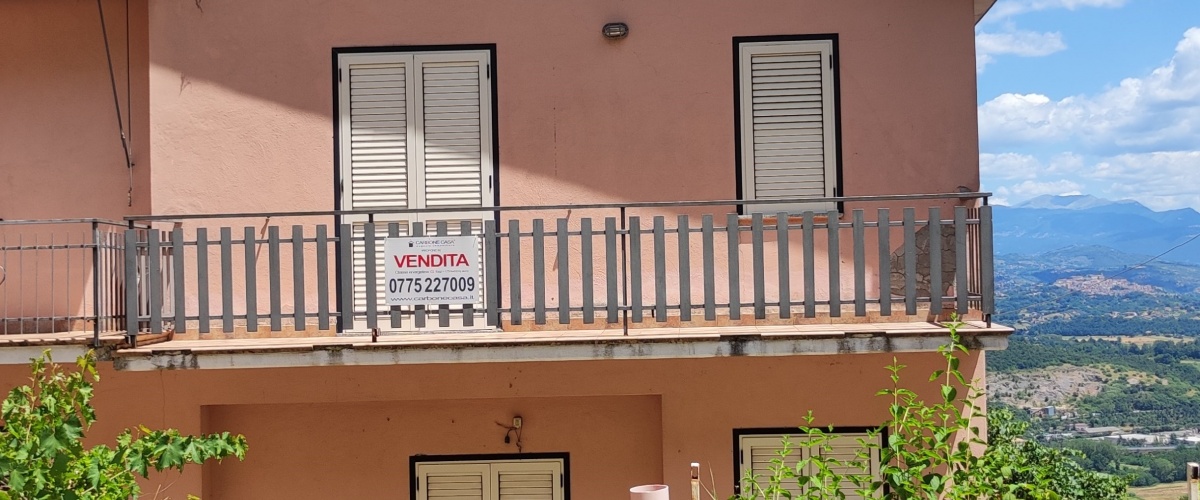 CARBONE CASA
VENDITA
0775 227009
www.carbonecasa.it